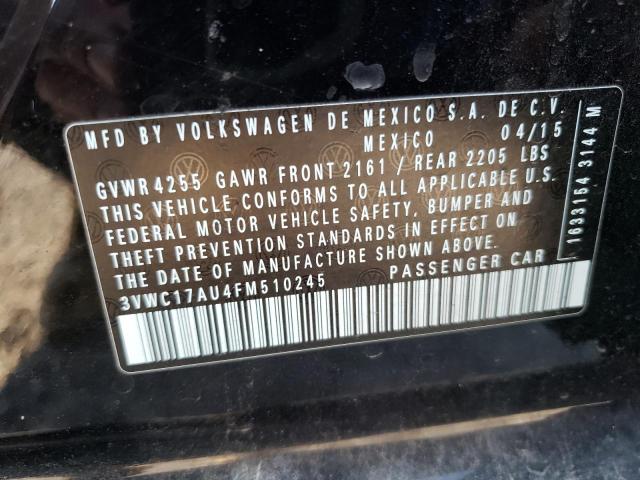 MFD BY VOLKSWAGEN DE MEXICO S.A. DE C.V.
MEXICO 04/15
GVWR 4255 GAWR FRONT 2161 / REAR 2205 LBS
THIS VEHICLE CONFORMS TO ALL APPLICABLE U.S.
FEDERAL MOTOR VEHICLE SAFETY, BUMPER AND
THEFT PREVENTION STANDARDS IN EFFECT ON
THE DATE OF MANUFACTURE SHOWN ABOVE.
3VWC17AU4FM510245 PASSENGER CAR
1633154 3144 M